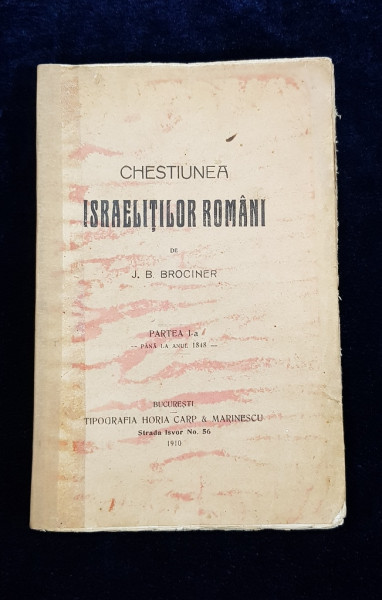 CHESTIUNEA
ISRAELIȚILOR ROMÂNI
DE
J. B. BROCINER
PARTEA I-a
— PÂNĂ LA ANUL 1848 —
BUCUREȘTI
TIPOGRAFIA HORIA CARP & MARINESCU
Strada Isvor No. 56
1910